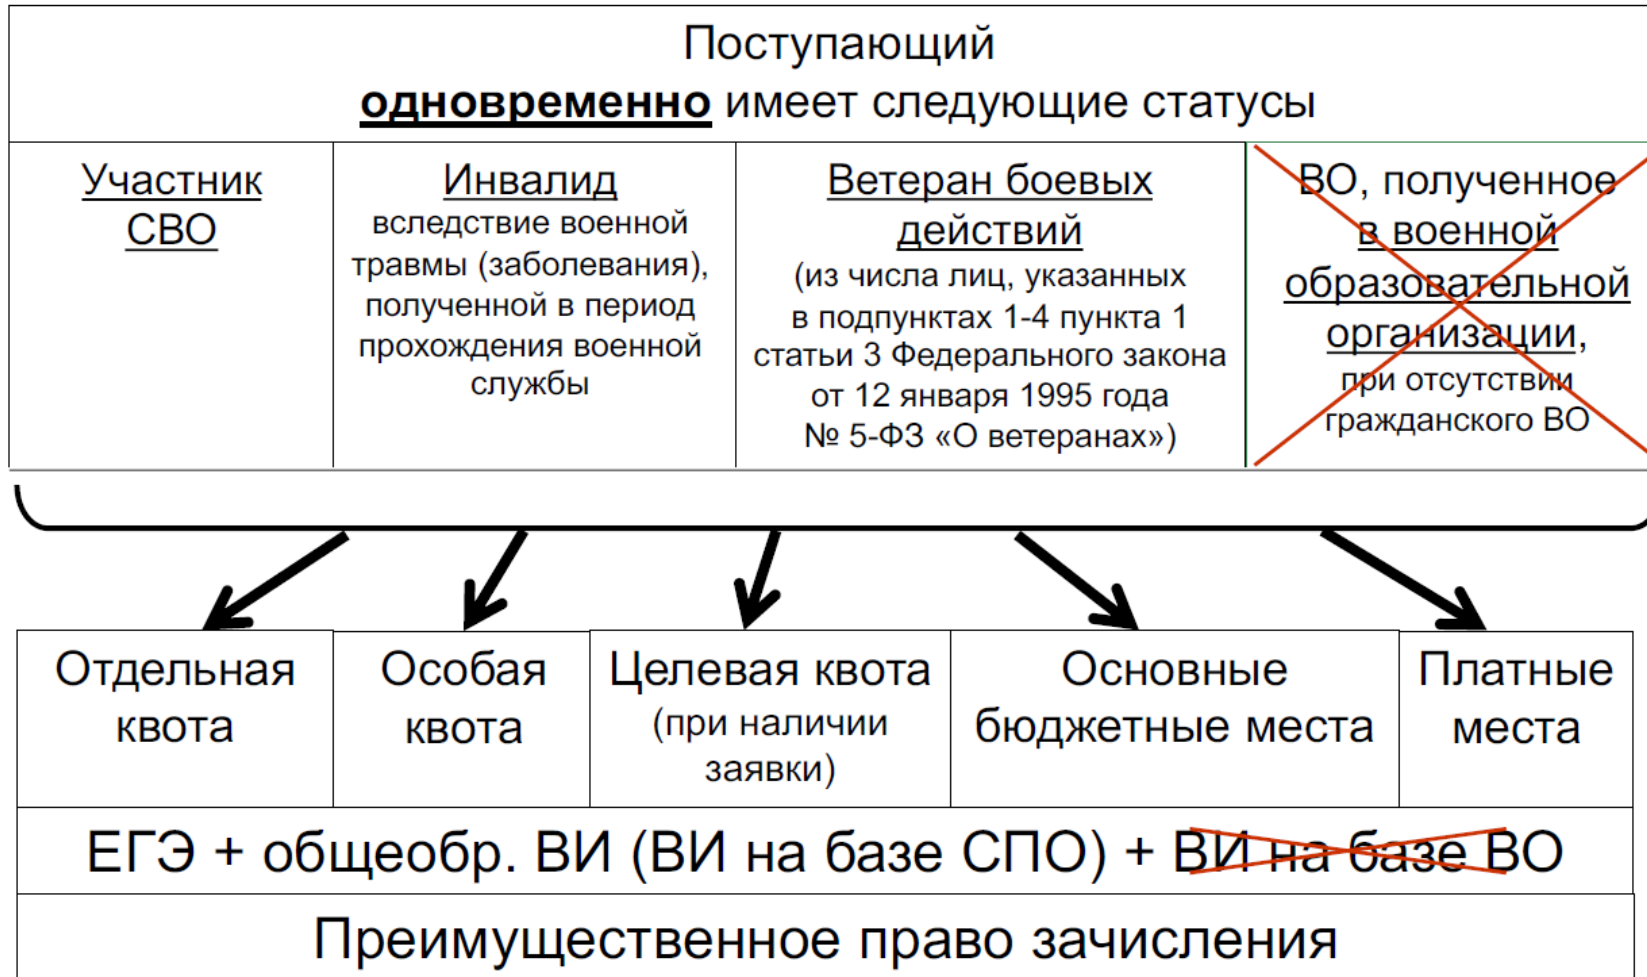 Поступающий
одновременно имеет следующие статусы
Участник
СВО
Инвалид
вследствие военной
травмы (заболевания),
полученной в период
прохождения военной
службы
Ветеран боевых
действий
(из числа лиц, указанных
в подпунктах 1-4 пункта 1
статьи 3 Федерального закона
от 12 января 1995 года
№ 5-ФЗ «О ветеранах»)
ВО, полученное
в военной
образовательной
организации,
при отсутствии
гражданского ВО
Отдельная
квота
Особая
квота
Целевая квота
(при наличии
заявки)
Основные
бюджетные места
Платные
места
ЕГЭ + общеобр. ВИ (ВИ на базе СПО) + ВИ на базе ВО
Преимущественное право зачисления